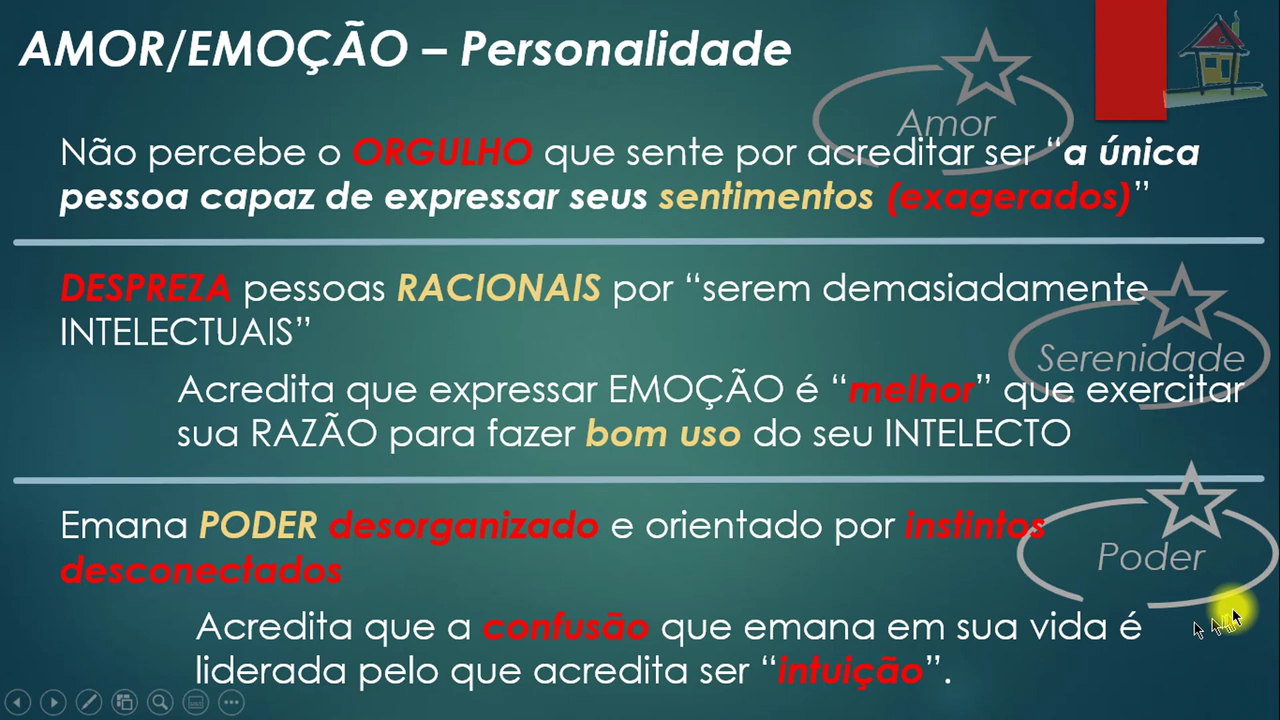 AMOR/EMOÇÃO – Personalidade
Amor
Não percebe o ORGULHO que sente por acreditar ser “a única
pessoa capaz de expressar seus sentimentos (exagerados)”
DESPREZA pessoas RACIONAIS por “serem demasiadamente
INTELECTUAIS”
Serenidade
Acredita que expressar EMOÇÃO é “melhor” que exercitar
sua RAZÃO para fazer bom uso do seu INTELECTO
Emana PODER desorganizado e orientado por instintos
desconectados
Poder
Acredita que a confusão que emana em sua vida é
liderada pelo que acredita ser “intuição”.